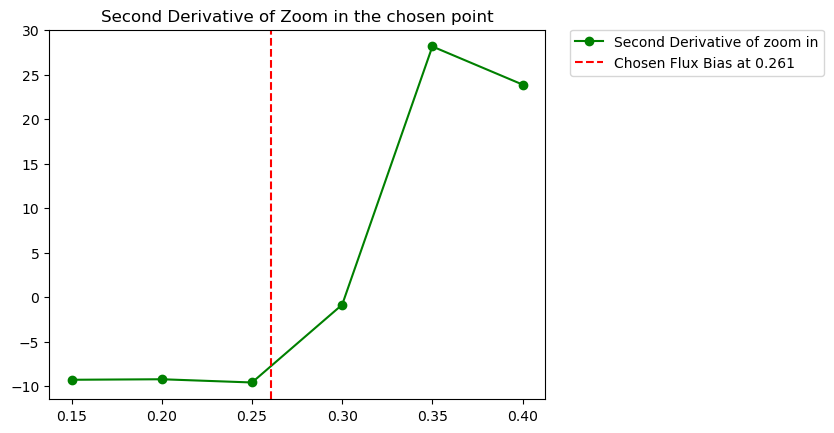 Second Derivative of Zoom in the chosen point
30
25
20
15
10
5
0
−5
−10
0.15 0.20 0.25 0.30 0.35 0.40
Second Derivative of zoom in
Chosen Flux Bias at 0.261